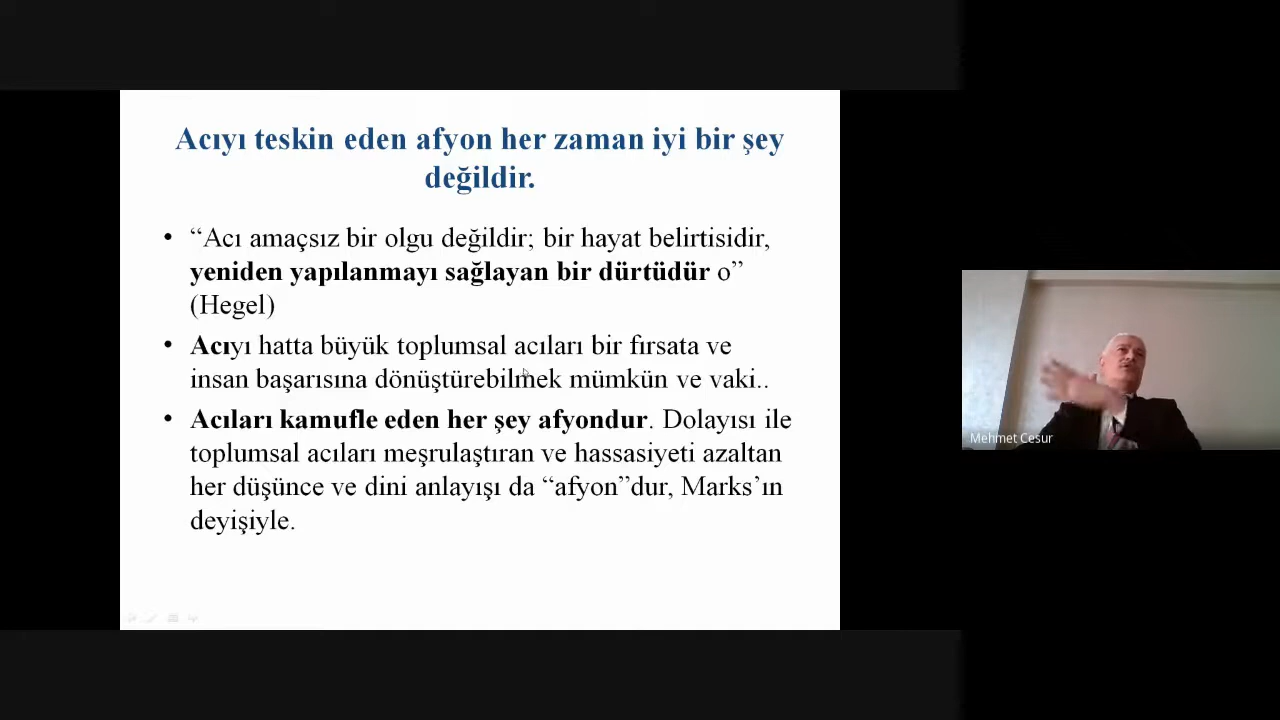 Acıyı teskin eden afyon her zaman iyi bir şey
değildir.
• “Acı amaçsız bir olgu değildir; bir hayat belirtisidir,
yeniden yapılanmayı sağlayan bir dürtüdür o”
(Hegel)
• Acıyı hatta büyük toplumsal acıları bir fırsata ve
insan başarısına dönüştürebilmek mümkün ve vaki..
• Acıları kamufle eden her şey afyondur. Dolayısı ile
toplumsal acıları meşrulaştıran ve hassasiyeti azaltan
her düşünce ve dini anlayışı da “afyon”dur, Marks’ın
deyişiyle.
Mehmet Cesur